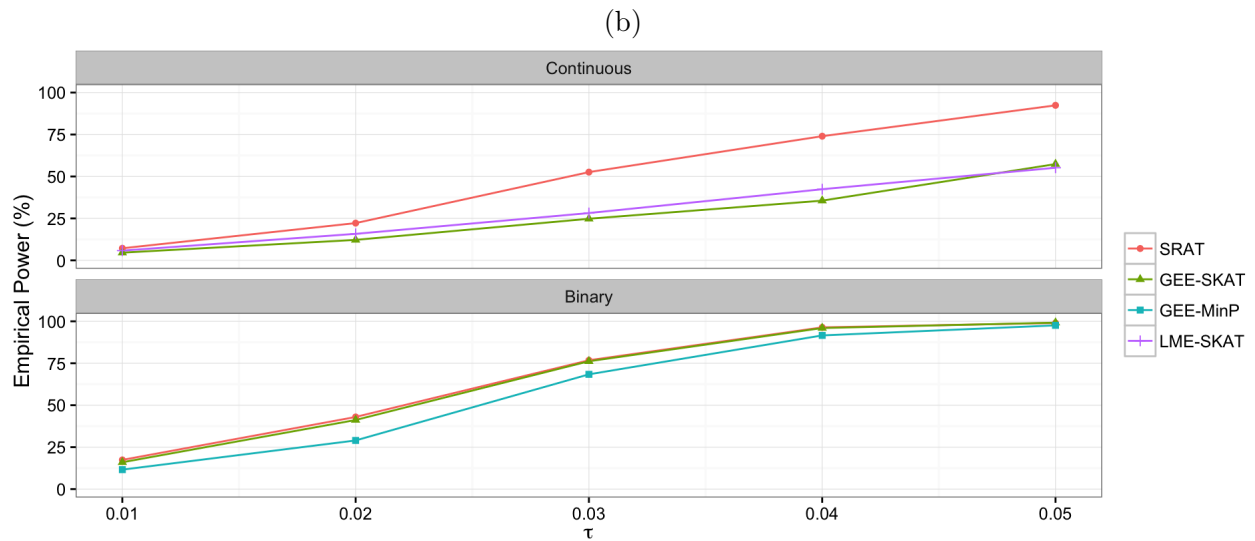 (b)
Continuous
100
75
50
25
0
Binary
100
75
50
25
0
0.01 0.02 0.03 0.04 0.05
τ
Empirical Power (%)
SRAT
GEE-SKAT
GEE-MinP
LME-SKAT